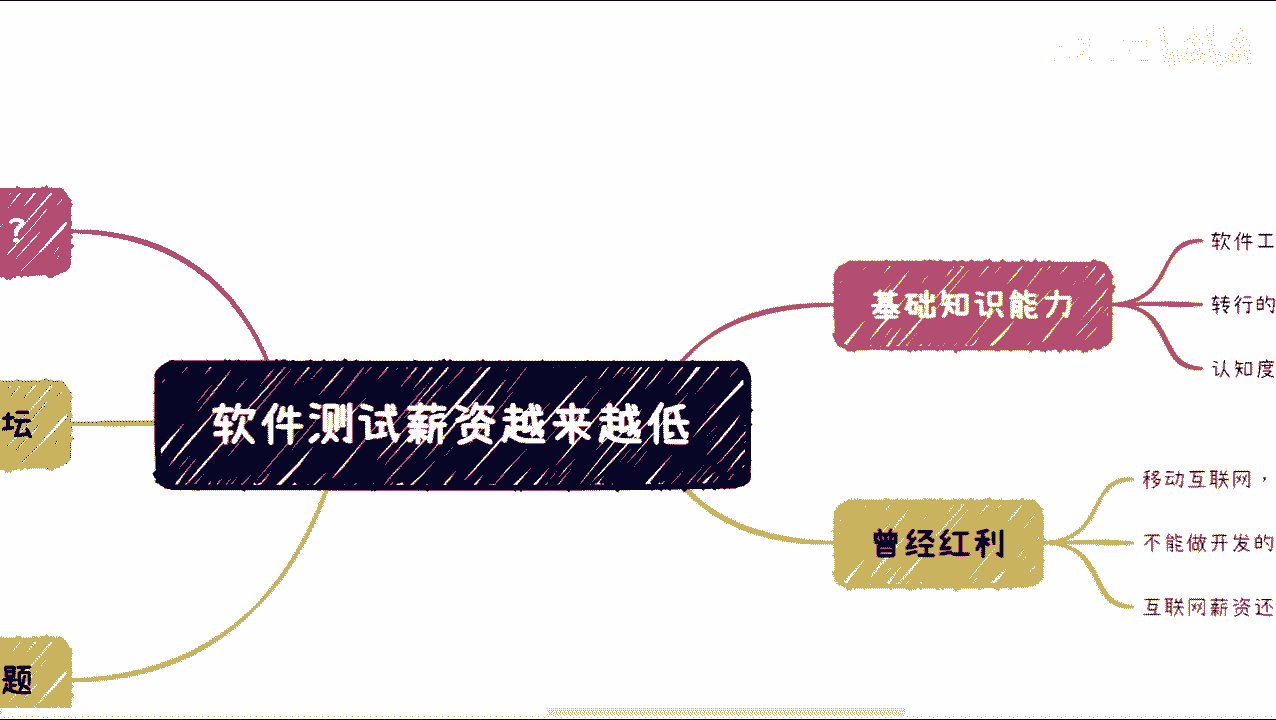 ?
坛
题
软件测试薪资越来越低
基础知识能力
软件工
转行的
认知度
曾经红利
移动互联网，
不能做开发的
互联网薪资还